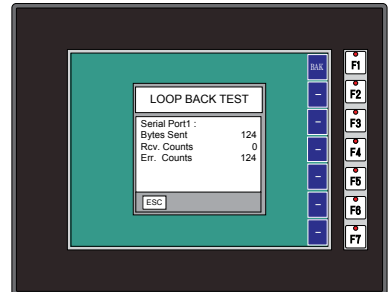 BAK
F1
F2
F3
F4
F5
F6
F7
LOOP BACK TEST
Serial Port1 :
Bytes Sent 124
Rcv. Counts 0
Err. Counts 124
ESC